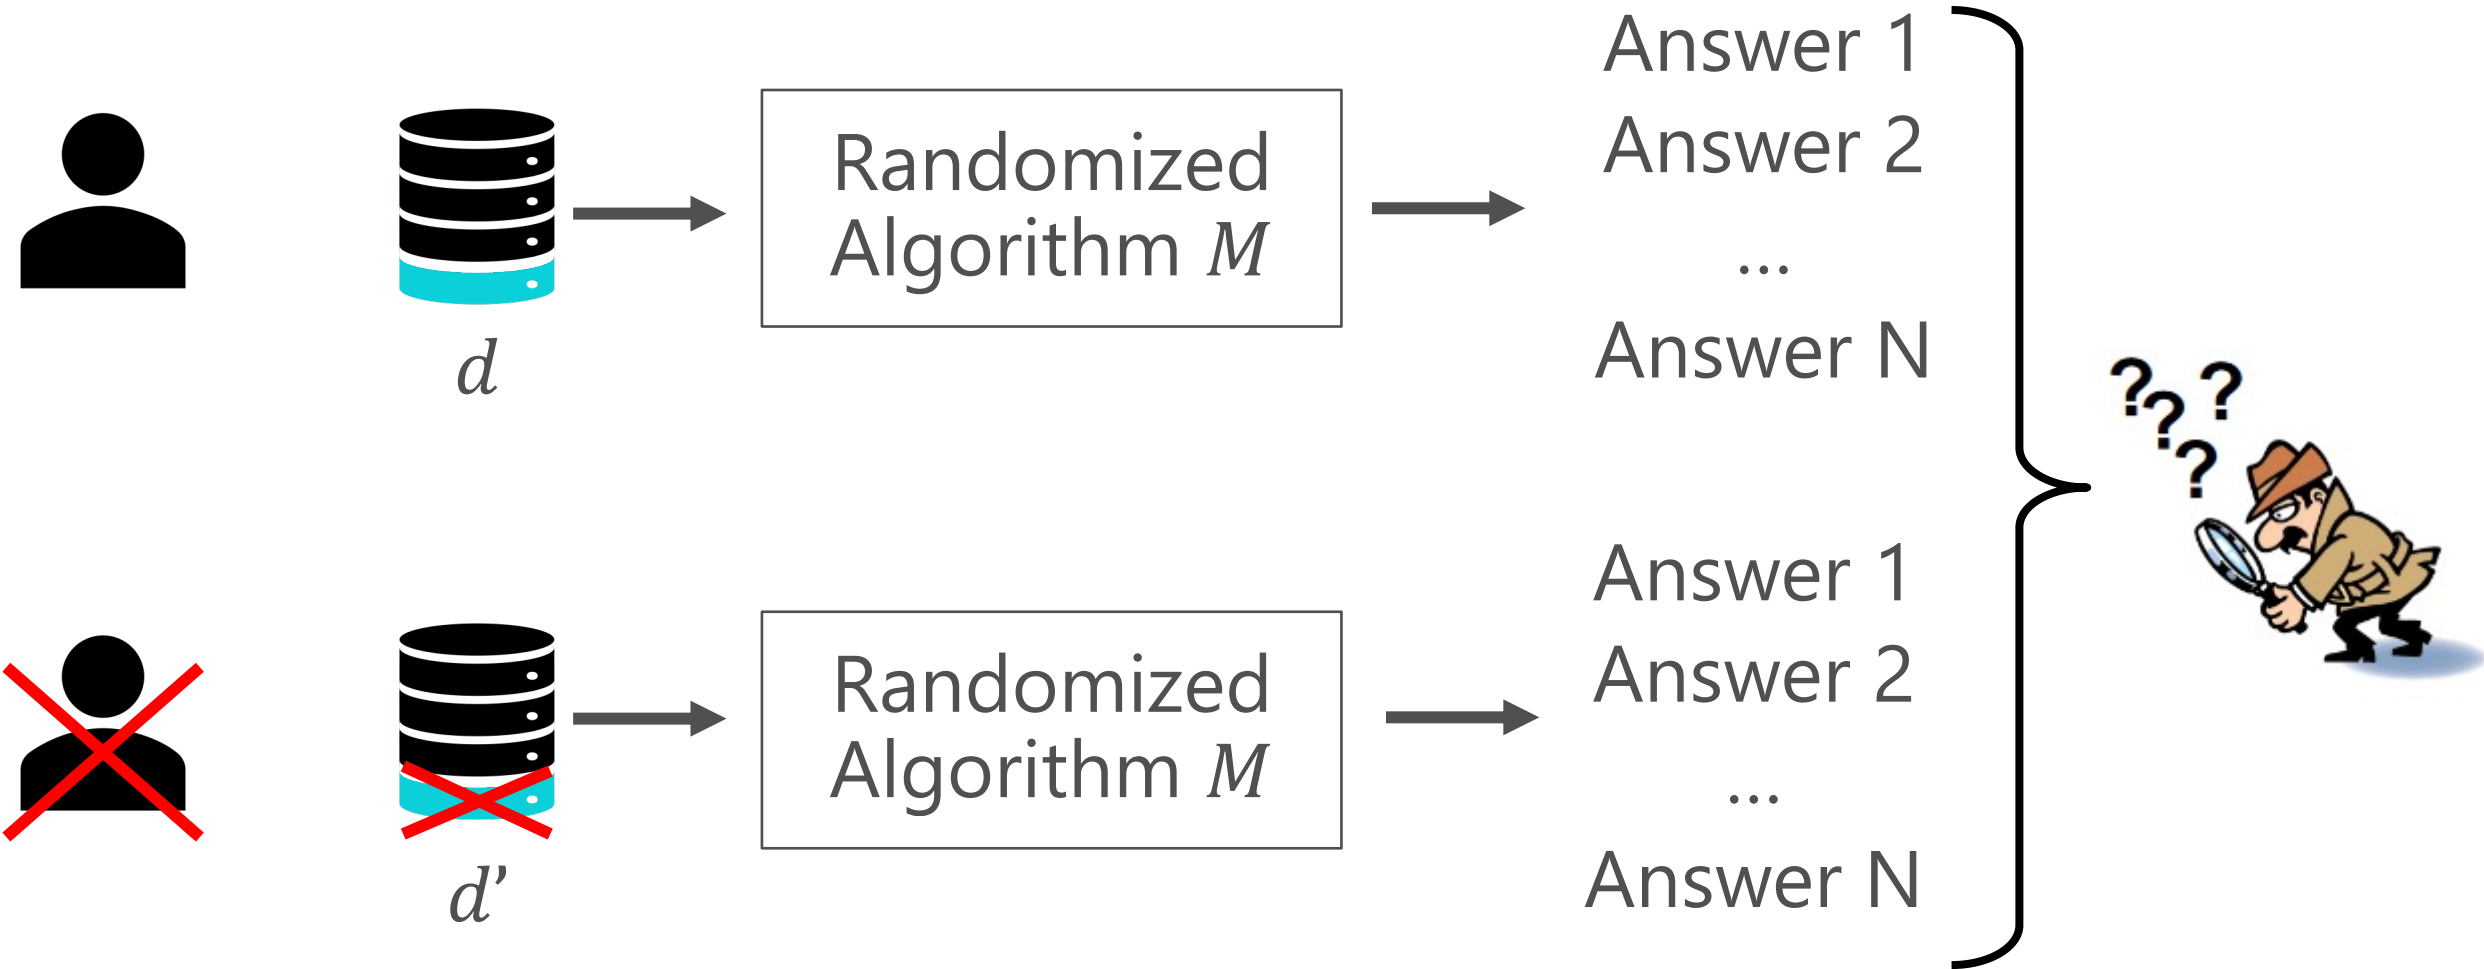 Randomized
Algorithm M
d
Answer 1
Answer 2
...
Answer N
????
Randomized
Algorithm M
d’
Answer 1
Answer 2
...
Answer N